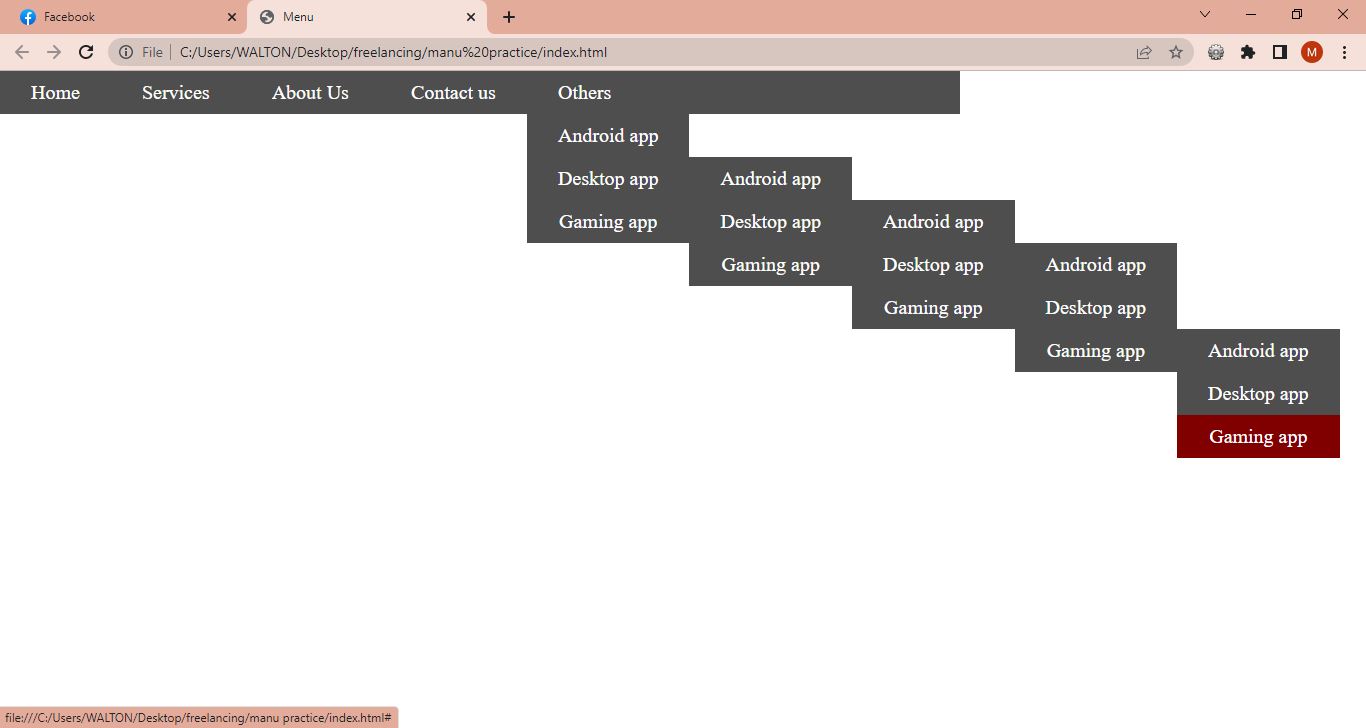 Facebook Menu
File C:/Users/WALTON/Desktop/freelancing/manu%20practice/index.html M
Home Services About Us Contact us Others
Android app
Desktop app Android app
Gaming app Desktop app Android app
Gaming app Desktop app Android app
Gaming app Desktop app
Gaming app Android app
Desktop app
Gaming app
file:///C:/Users/WALTON/Desktop/freelancing/manu practice/index.html#